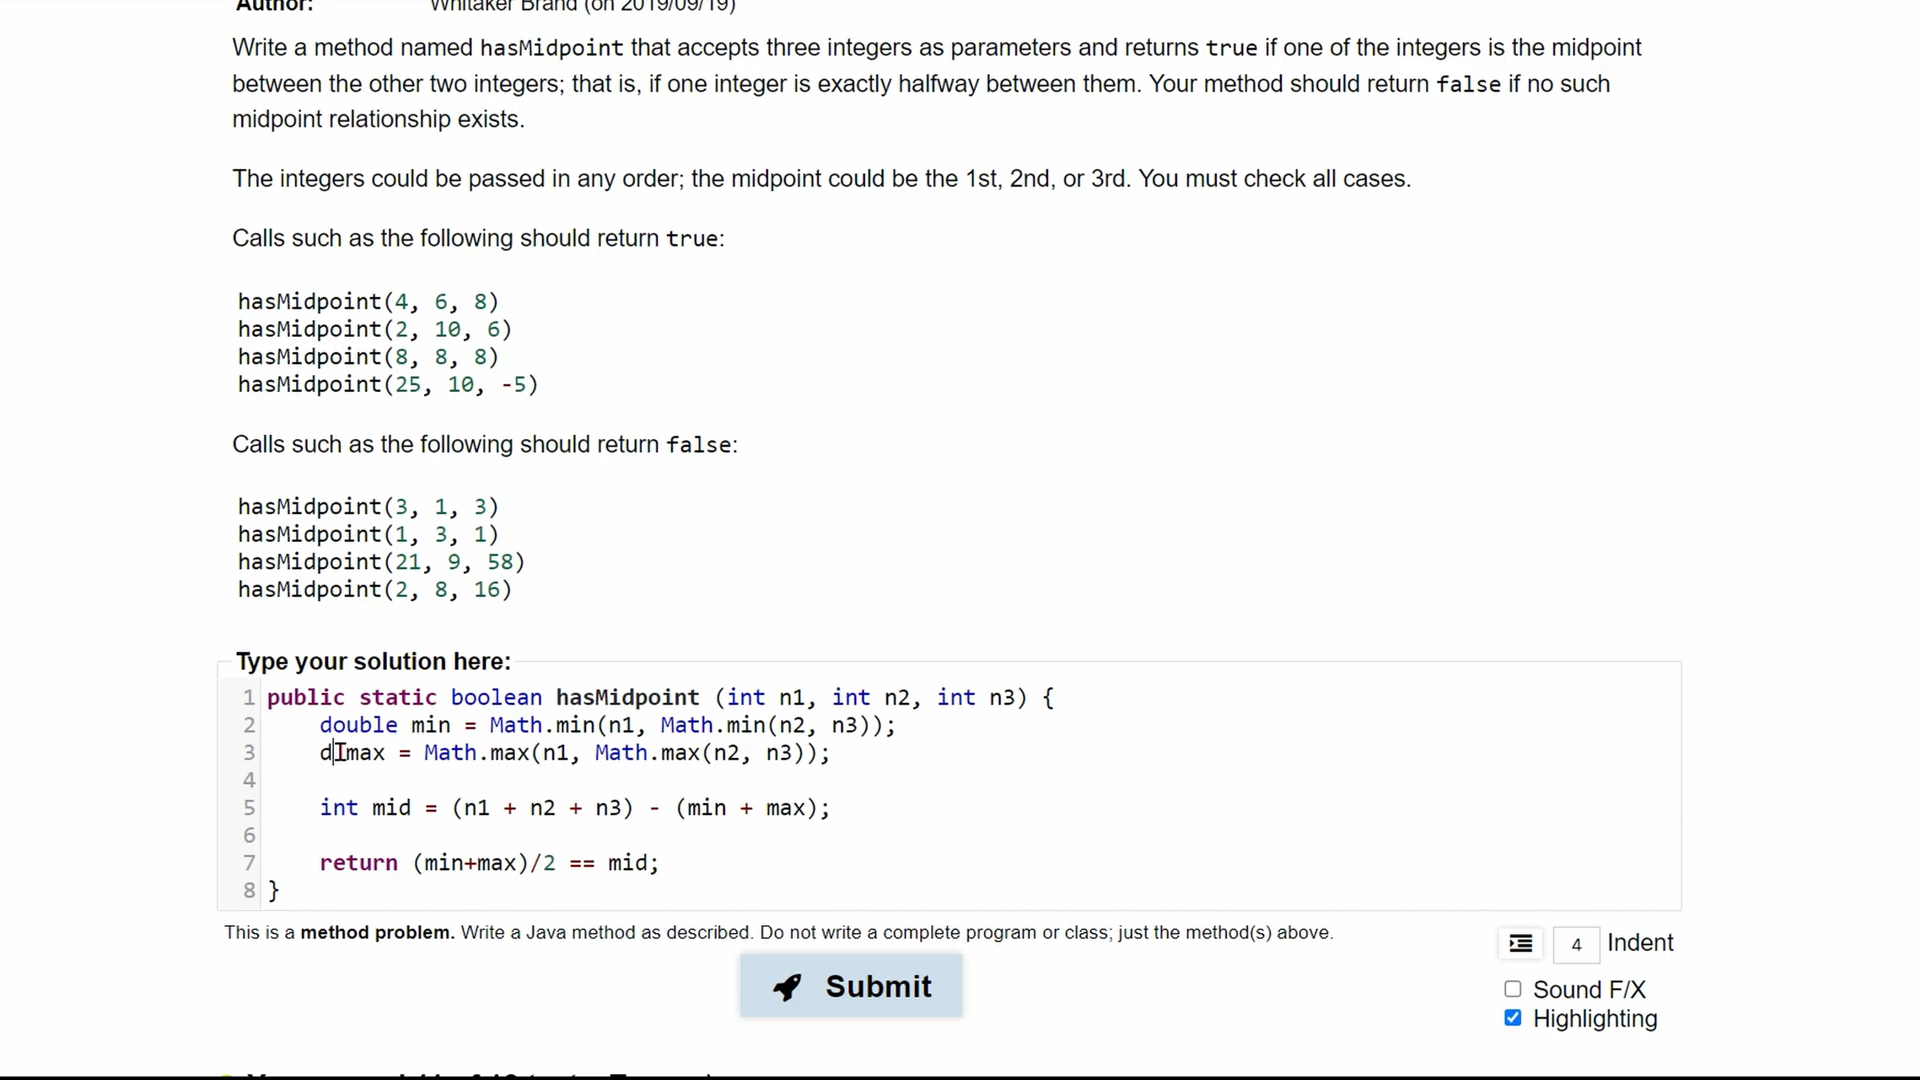 Author: Whitaker Brand (on 2019/09/19)
Write a method named hasMidpoint that accepts three integers as parameters and returns true if one of the integers is the midpoint
between the other two integers; that is, if one integer is exactly halfway between them. Your method should return false if no such
midpoint relationship exists.
The integers could be passed in any order; the midpoint could be the 1st, 2nd, or 3rd. You must check all cases.
Calls such as the following should return true:
hasMidpoint(4, 6, 8)
hasMidpoint(2, 10, 6)
hasMidpoint(8, 8, 8)
hasMidpoint(25, 10, -5)
Calls such as the following should return false:
hasMidpoint(3, 1, 3)
hasMidpoint(1, 3, 1)
hasMidpoint(21, 9, 58)
hasMidpoint(2, 8, 16)
Type your solution here:
1 public static boolean hasMidpoint (int n1, int n2, int n3) {
2 double min = Math.min(n1, Math.min(n2, n3));
3 d max = Math.max(n1, Math.max(n2, n3));
4
5 int mid = (n1 + n2 + n3) - (min + max);
6
7 return (min+max)/2 == mid;
8 }
This is a method problem. Write a Java method as described. Do not write a complete program or class; just the method(s) above.
4 Indent
Submit
Sound F/X
Highlighting